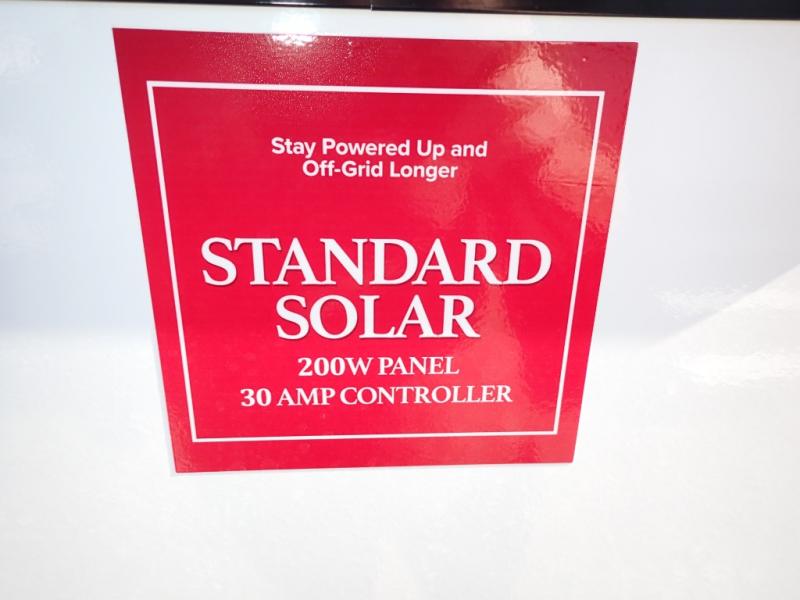 Stay Powered Up and
Off-Grid Longer
STANDARD
SOLAR
200W PANEL
30 AMP CONTROLLER